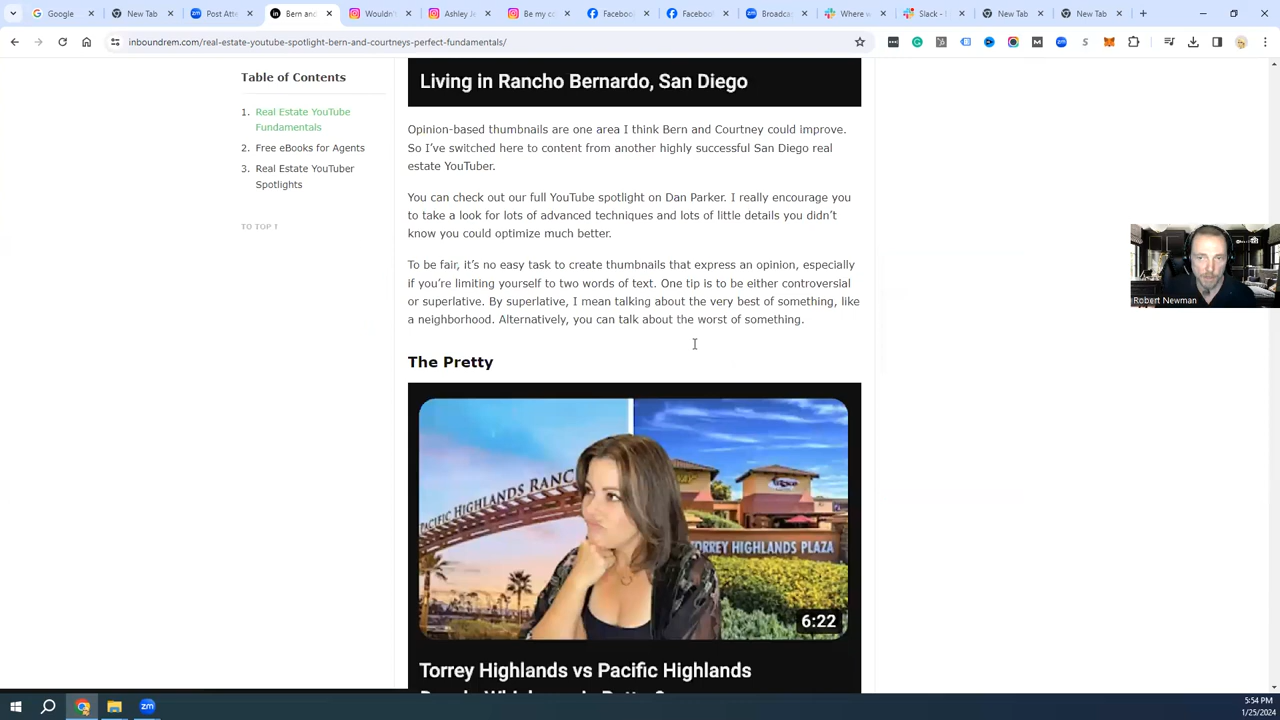 Google
New Tab
Post Atte
Bern and
Wouldn'
Ashley Je
Be my co
Facebook
Facebook
Broadcas
Where w
Slack -
New Tab
New Tab
inboundrem.com/real-estate-youtube-spotlight-bern-and-courtneys-perfect-fundamentals/
Table of Contents
1. Real Estate YouTube
Fundamentals
2. Free eBooks for Agents
3. Real Estate YouTuber
Spotlights
TO TOP ↑
Living in Rancho Bernardo, San Diego
Opinion-based thumbnails are one area I think Bern and Courtney could improve.
So I've switched here to content from another highly successful San Diego real
estate YouTuber.
You can check out our full YouTube spotlight on Dan Parker. I really encourage you
to take a look for lots of advanced techniques and lots of little details you didn't
know you could optimize much better.
To be fair, it's no easy task to create thumbnails that express an opinion, especially
if you're limiting yourself to two words of text. One tip is to be either controversial
or superlative. By superlative, I mean talking about the very best of something, like
a neighborhood. Alternatively, you can talk about the worst of something.
The Pretty
PACIFIC HIGHLANDS RANC
TORREY HIGHLANDS PLAZA
6:22
Torrey Highlands vs Pacific Highlands
Robert Newman
5:54 PM
1/25/2024